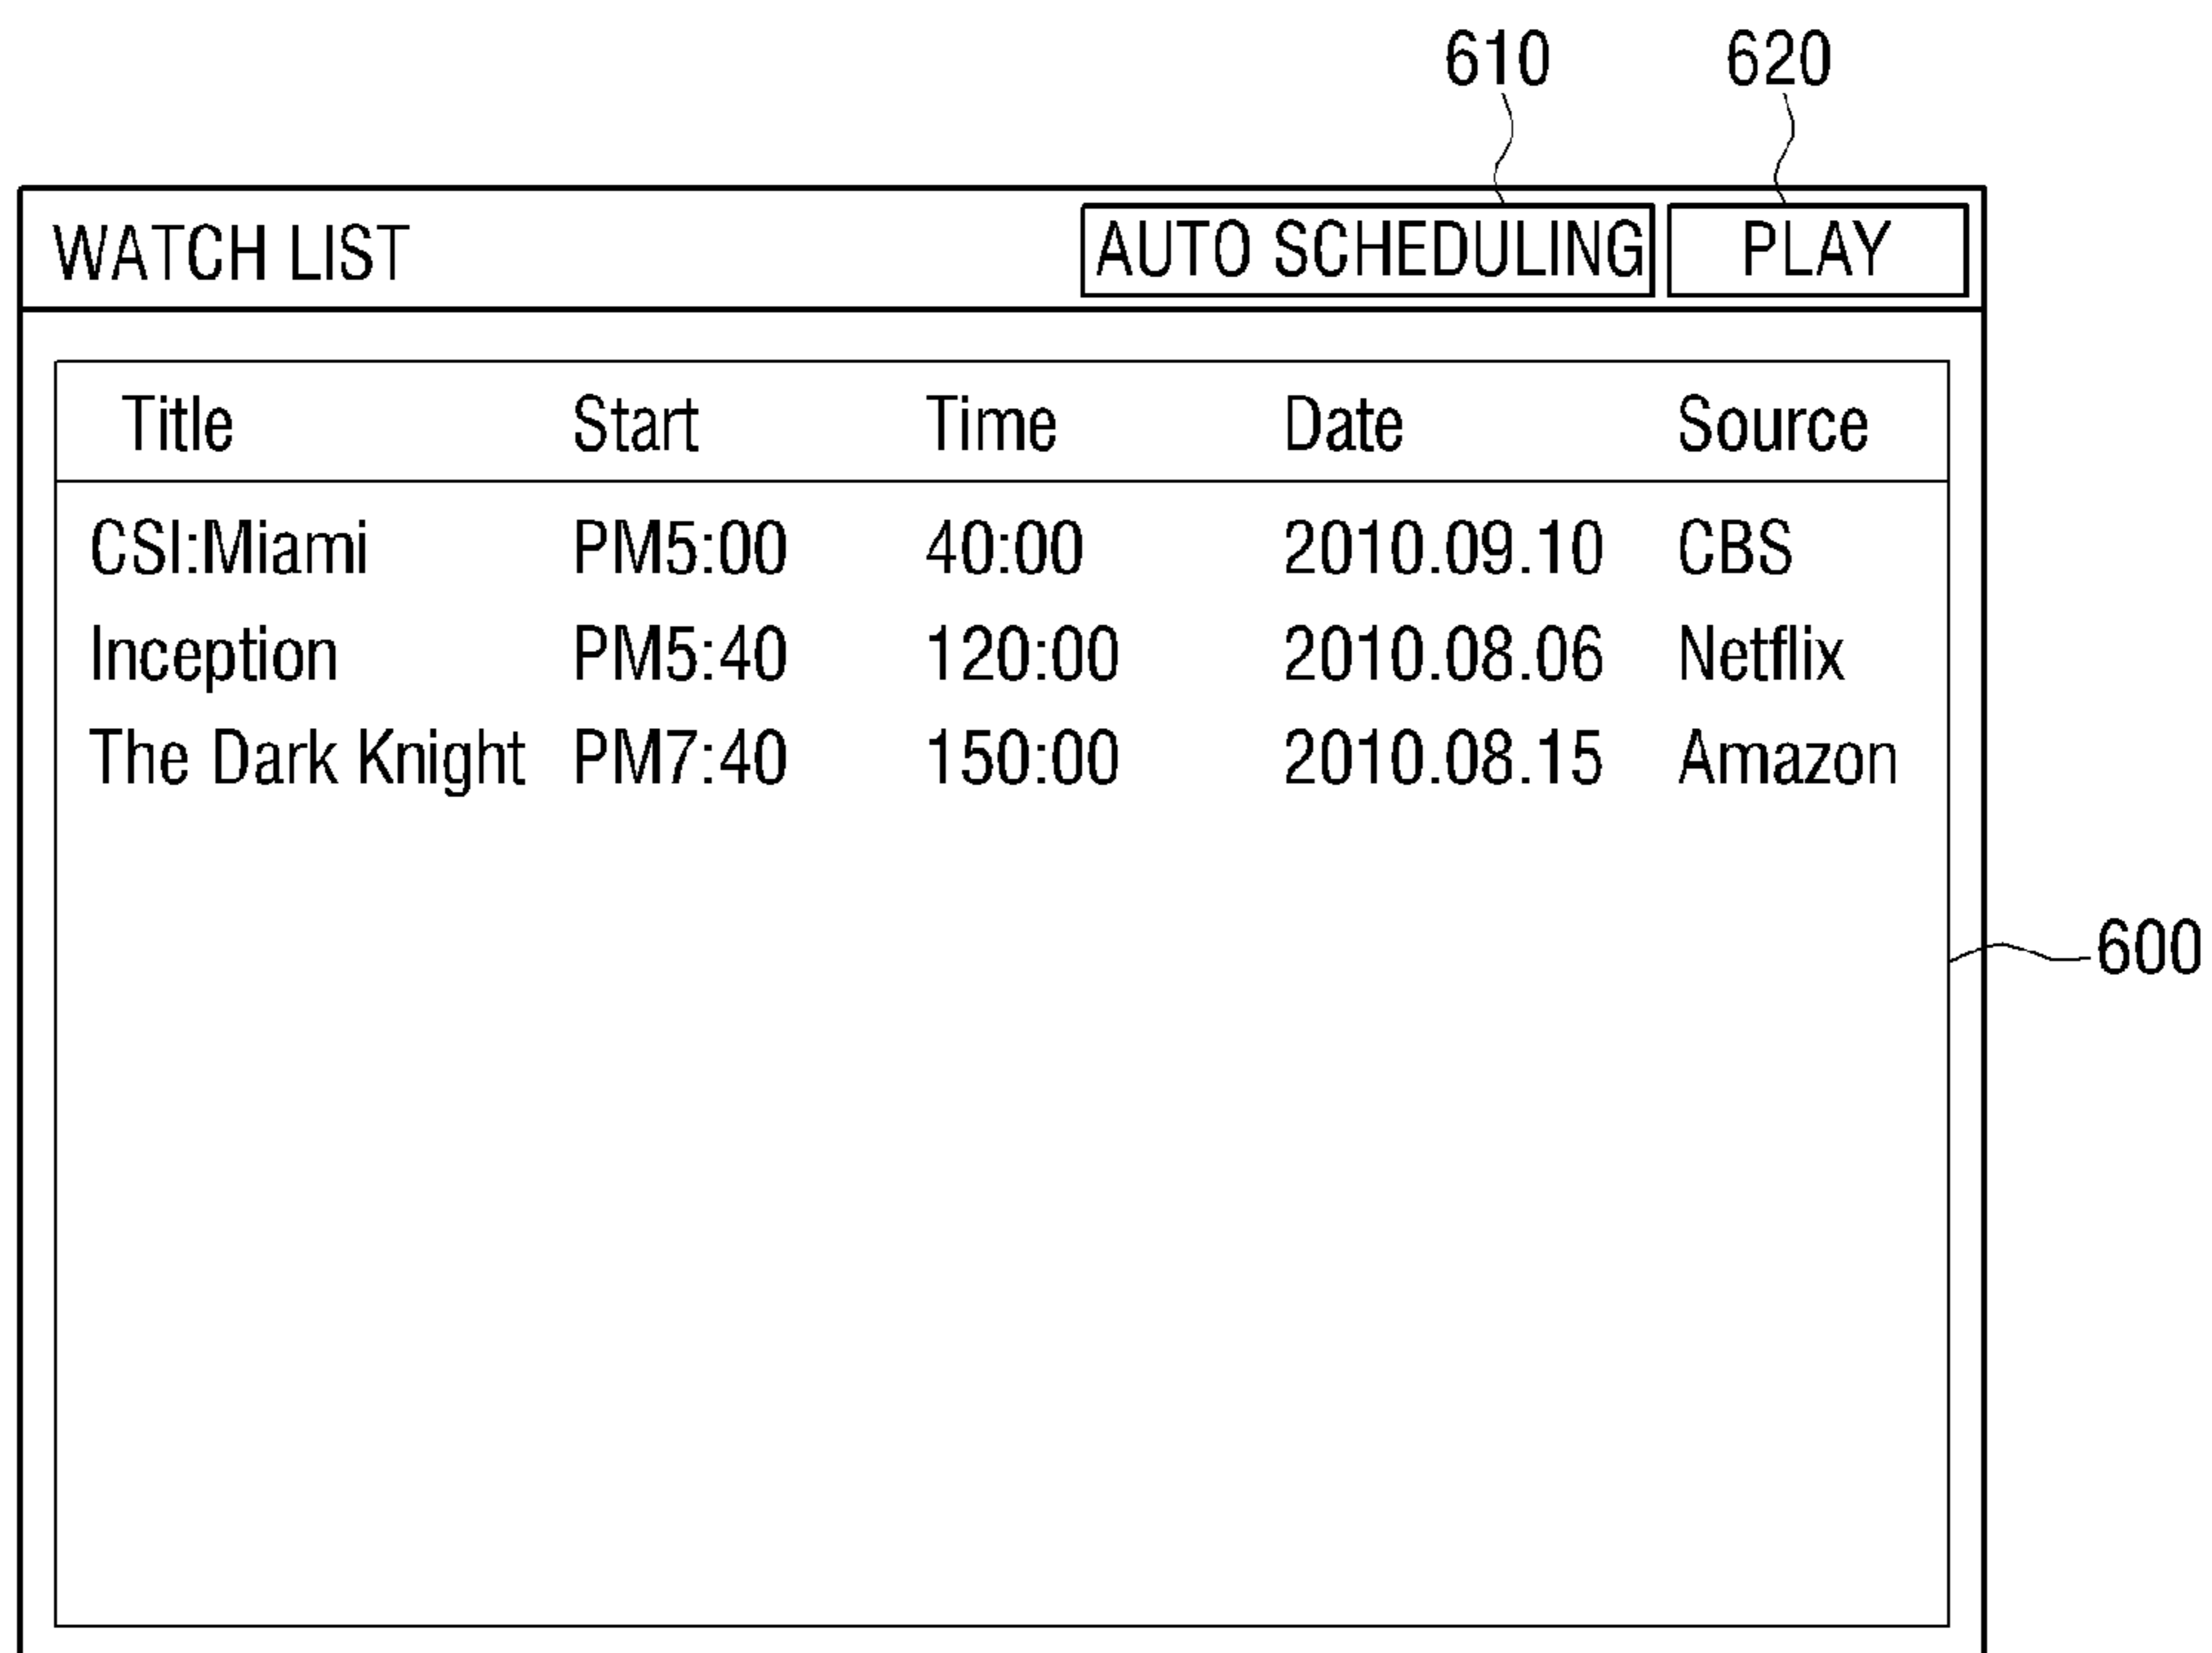 610 620
WATCH LIST AUTO SCHEDULING PLAY
Title Start Time Date Source
CSI:Miami PM5:00 40:00 2010.09.10 CBS
Inception PM5:40 120:00 2010.08.06 Netflix
The Dark Knight PM7:40 150:00 2010.08.15 Amazon
600